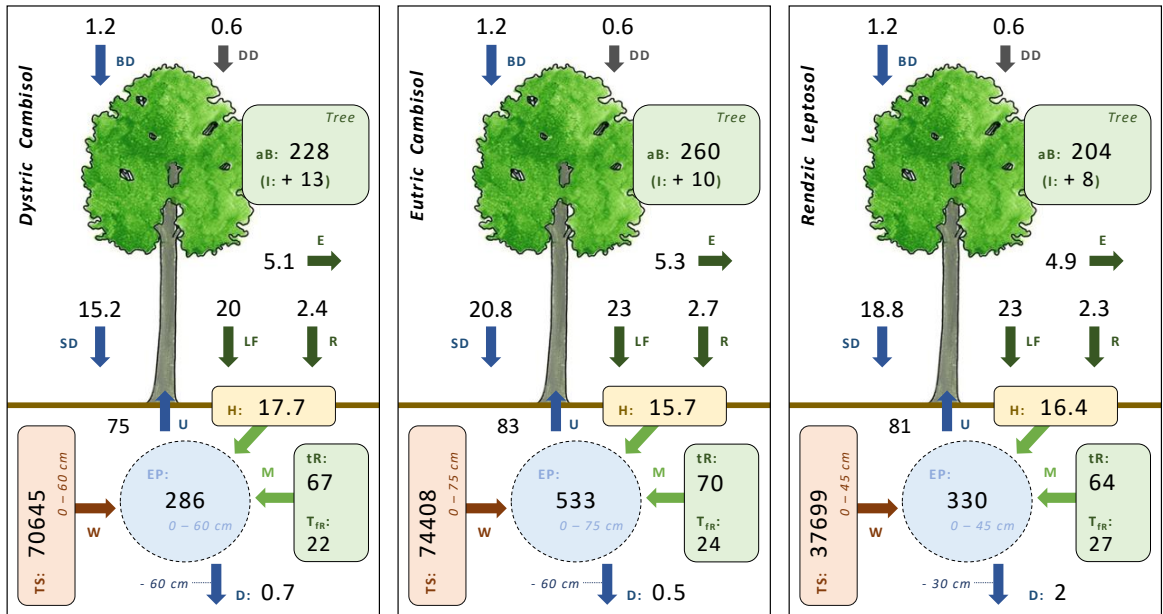 Dystric Cambisol
1.2
BD
0.6
DD
Tree
aB: 228
(I: + 13)
E
5.1
15.2
SD
20
LF
2.4
R
H: 17.7
75
U
TS: 70645
0 – 60 cm
W
EP:
286
0 – 60 cm
M
tR:
67
TfR:
22
- 60 cm
D: 0.7
Eutric Cambisol
1.2
BD
0.6
DD
Tree
aB: 260
(I: + 10)
E
5.3
20.8
SD
23
LF
2.7
R
H: 15.7
83
U
TS: 74408
0 – 75 cm
W
EP:
533
0 – 75 cm
M
tR:
70
TfR:
24
- 60 cm
D: 0.5
Rendzic Leptosol
1.2
BD
0.6
DD
Tree
aB: 204
(I: + 8)
E
4.9
18.8
SD
23
LF
2.3
R
H: 16.4
81
U
TS: 37699
0 – 45 cm
W
EP:
330
0 – 45 cm
M
tR:
64
TfR:
27
- 30 cm
D: 2